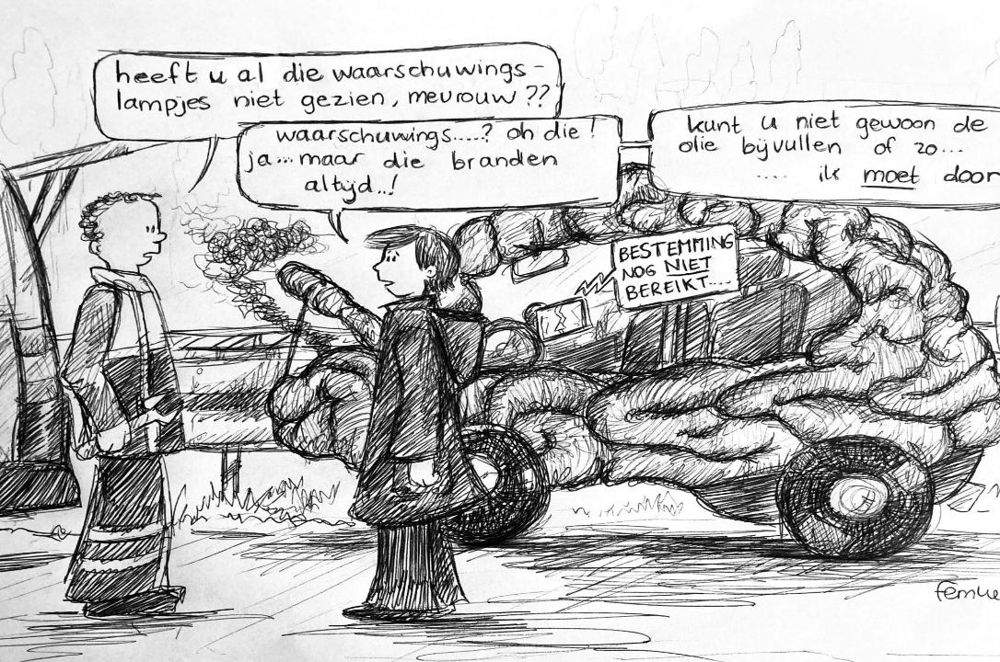 heeft u al die waarschuwings-
lampjes niet gezien, mevrouw ??
waarschuwings.....? oh die !
ja... maar die branden
altijd..!
kunt u niet gewoon de
olie bijvullen of zo...
.... ik moet door
BESTEMMING
NOG NIET
BEREIKT....
femke